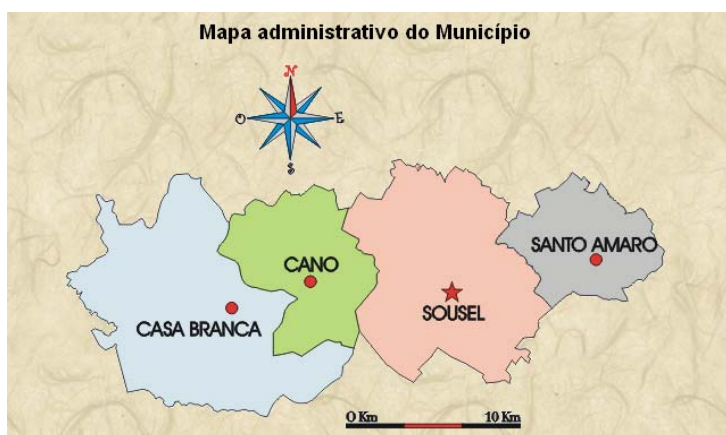 Mapa administrativo do Município
N
O
E
S
SANTO AMARO
CANO
SOUSEL
CASA BRANCA
0 Km
10 Km